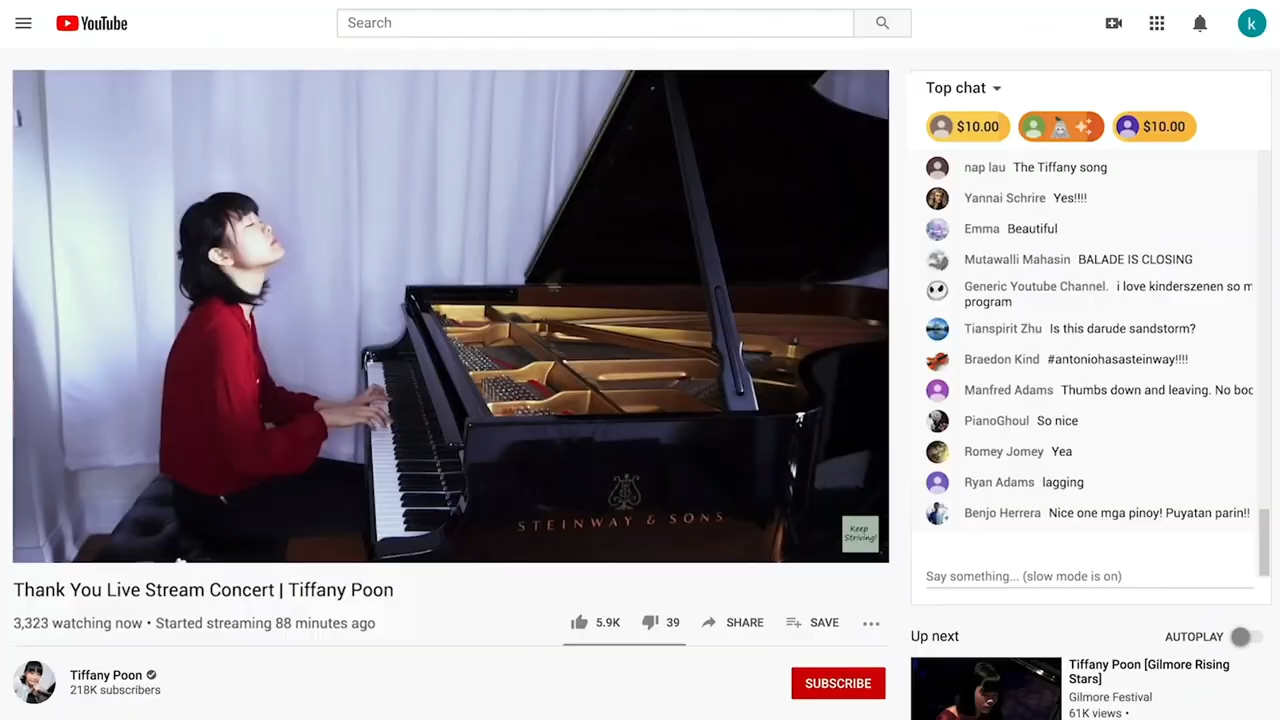 YouTube
Search
k
Top chat
$10.00
$10.00
nap lau The Tiffany song
Yannai Schrire Yes!!!!
Emma Beautiful
Mutawalli Mahasin BALADE IS CLOSING
Generic Youtube Channel. i love kinderszenen so m
program
Tianspirit Zhu Is this darude sandstorm?
Braedon Kind #antoniohasasteinway!!!!
Manfred Adams Thumbs down and leaving. No boo
PianoGhoul So nice
Romey Jomey Yea
Ryan Adams lagging
Benjo Herrera Nice one mga pinoy! Puyatan parin!!
Say something... (slow mode is on)
STEINWAY & SONS
Keep
Striving!
Thank You Live Stream Concert | Tiffany Poon
3,323 watching now • Started streaming 88 minutes ago
5.9K 39 SHARE SAVE
Tiffany Poon
218K subscribers
SUBSCRIBE
Up next AUTOPLAY
Tiffany Poon [Gilmore Rising
Stars]
Gilmore Festival
61K views •